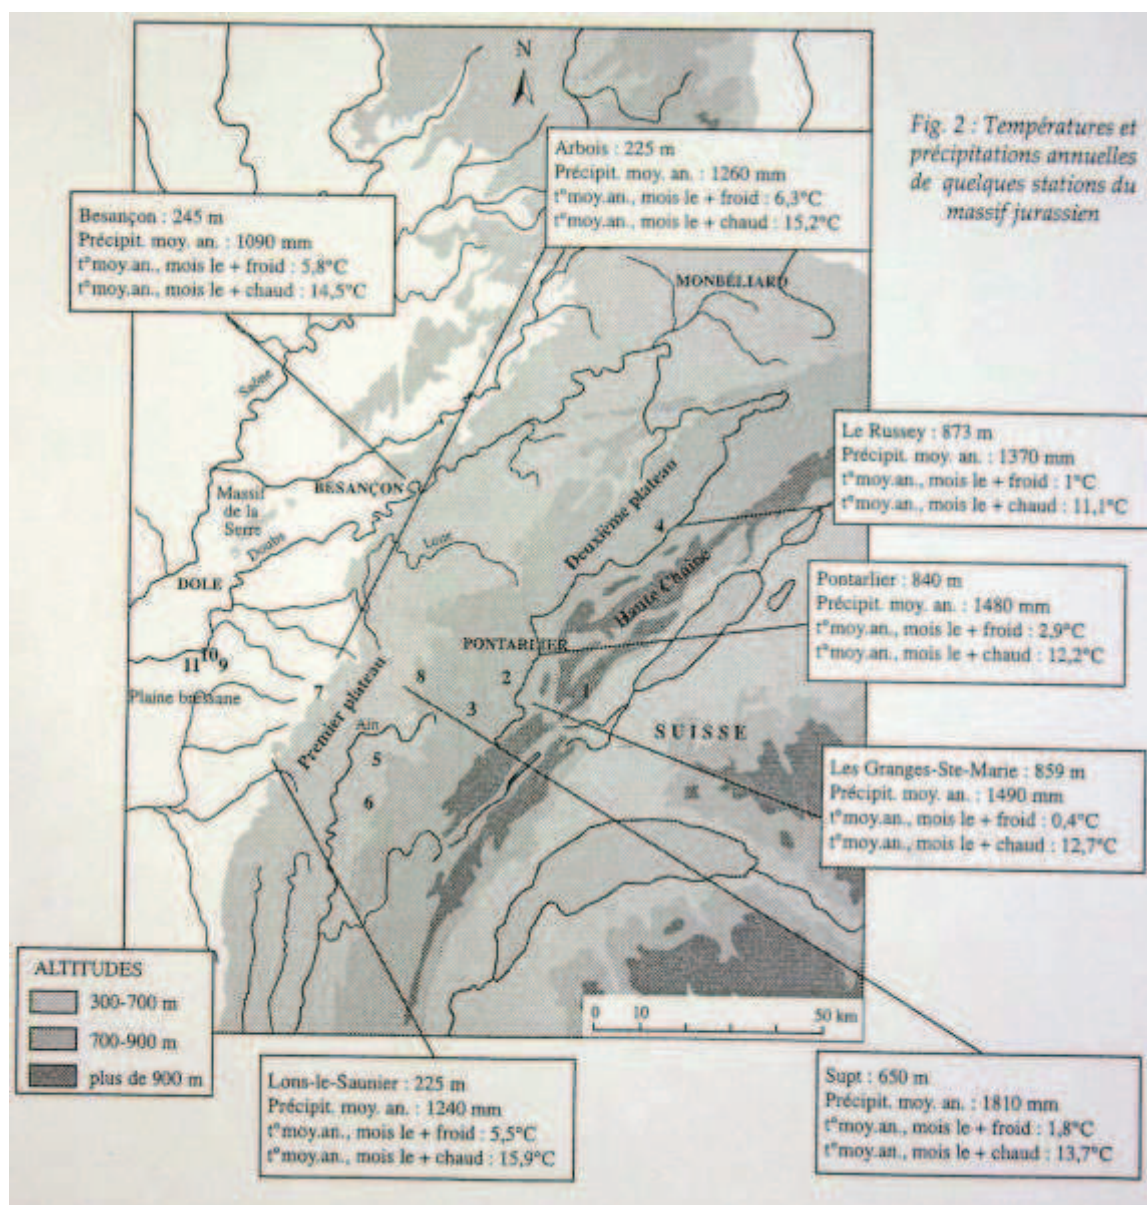 N
Fig. 2 : Températures et
précipitations annuelles
de quelques stations du
massif jurassien
Arbois : 225 m
Précipit. moy. an. : 1260 mm
t°moy.an., mois le + froid : 6,3°C
t°moy.an., mois le + chaud : 15,2°C
Besançon : 245 m
Précipit. moy. an. : 1090 mm
t°moy.an., mois le + froid : 5,8°C
t°moy.an., mois le + chaud : 14,5°C
MONBÉLIARD
Saône
Le Russey : 873 m
Précipit. moy. an. : 1370 mm
t°moy.an., mois le + froid : 1°C
t°moy.an., mois le + chaud : 11,1°C
BESANÇON
Massif
de la
Serre
Doubs
Loue
Deuxième plateau
4
Haute Chaîne
DOLE
Pontarlier : 840 m
Précipit. moy. an. : 1480 mm
t°moy.an., mois le + froid : 2,9°C
t°moy.an., mois le + chaud : 12,2°C
PONTARLIER
11
10
9
Plaine bressane
7
Premier plateau
8
2
1
3
Ain
5
6
SUISSE
Les Granges-Ste-Marie : 859 m
Précipit. moy. an. : 1490 mm
t°moy.an., mois le + froid : 0,4°C
t°moy.an., mois le + chaud : 12,7°C
ALTITUDES
300-700 m
700-900 m
plus de 900 m
0 10 50 km
Lons-le-Saunier : 225 m
Précipit. moy. an. : 1240 mm
t°moy.an., mois le + froid : 5,5°C
t°moy.an., mois le + chaud : 15,9°C
Supt : 650 m
Précipit. moy. an. : 1810 mm
t°moy.an., mois le + froid : 1,8°C
t°moy.an., mois le + chaud : 13,7°C